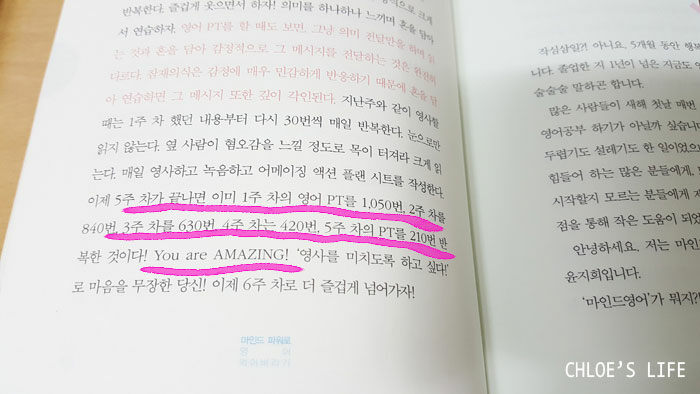 반복한다. 즐겁게 웃으면서 하자! 의미를 하나하나 느끼며 혼을 담아
서 연습하자. 영어 PT를 할 때도 보면, 그냥 의미 전달만을 하며 읽
는 것과 혼을 담아 감정적으로 그 메시지를 전달하는 것은 완전히
다르다. 잠재의식은 감정에 매우 민감하게 반응하기 때문에 혼을 담
아 연습하면 그 메시지 또한 깊이 각인된다. 지난주와 같이 영사할
때는 1주 차 했던 내용부터 다시 30번씩 매일 반복한다. 눈으로만
읽지 않는다. 옆 사람이 혐오감을 느낄 정도로 목이 터져라 크게 읽
는다. 매일 영사하고 녹음하고 어메이징 액션 플랜 시트를 작성한다.
이제 5주 차가 끝나면 이미 1주 차의 영어 PT를 1,050번, 2주 차를
840번, 3주 차를 630번, 4주 차는 420번, 5주 차의 PT를 210번 반
복한 것이다! You are AMAZING! '영사를 미치도록 하고 싶다!'
로 마음을 무장한 당신! 이제 6주 차로 더 즐겁게 넘어가자!
마인드 파워로
영어
작심삼일?! 아니요, 5개월 동안 행복
니다. 졸업한 지 1년이 넘은 지금도 영
술술술 말하곤 합니다.
많은 사람들이 새해 첫날 매번
영어공부 하기가 아닐까 싶습니
두렵기도 설레기도 한 일이었으
힘들어 하는 많은 분들에게,
시작할지 모르는 분들에게
점을 통해 작은 도움이 되었
안녕하세요. 저는 마인
윤지희입니다.
'마인드영어'가 뭐지?
CHLOE'S LIFE